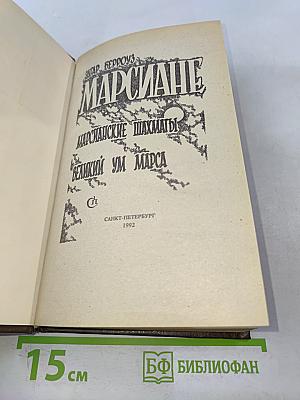 ЭДГАР БЕРРОУЗ
МАРСИАНЕ
МАРСИАНСКИЕ ШАХМАТЫ
ВЕЛИКИЙ УМ МАРСА
САНКТ-ПЕТЕРБУРГ
1992
15 см
БФ БИБЛИОФАН